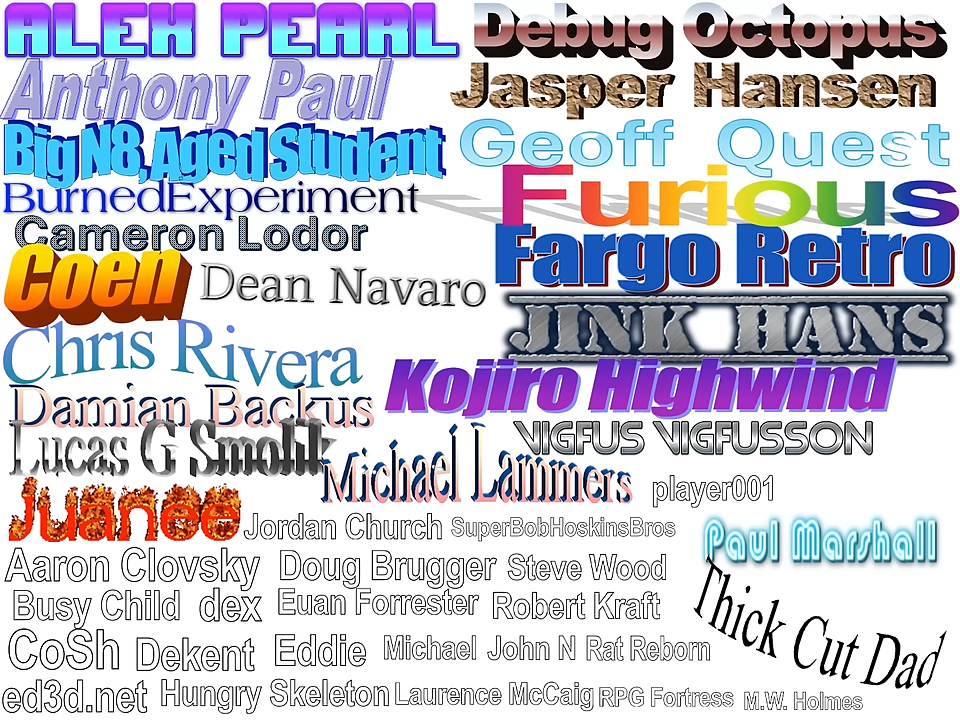 ALEX PEARL
Debug Octopus
Anthony Paul
Jasper Hansen
Big N8, Aged Student
Geoff Quest
BurnedExperiment
Furious
Cameron Lodor
Fargo Retro
Coen
Dean Navaro
JINK HANS
Chris Rivera
Kojiro Highwind
Damian Backus
Lucas G Smolik
VIGFUS VIGFUSSON
Michael Lammers
player001
Juanee
Jordan Church
SuperBobHoskinsBros
Paul Marshall
Aaron Clovsky
Doug Brugger
Steve Wood
Thick Cut Dad
Busy Child
dex
Euan Forrester
Robert Kraft
CoSh
Dekent
Eddie
Michael
John N
Rat Reborn
ed3d.net
Hungry Skeleton
Laurence McCaig
RPG Fortress
M.W. Holmes